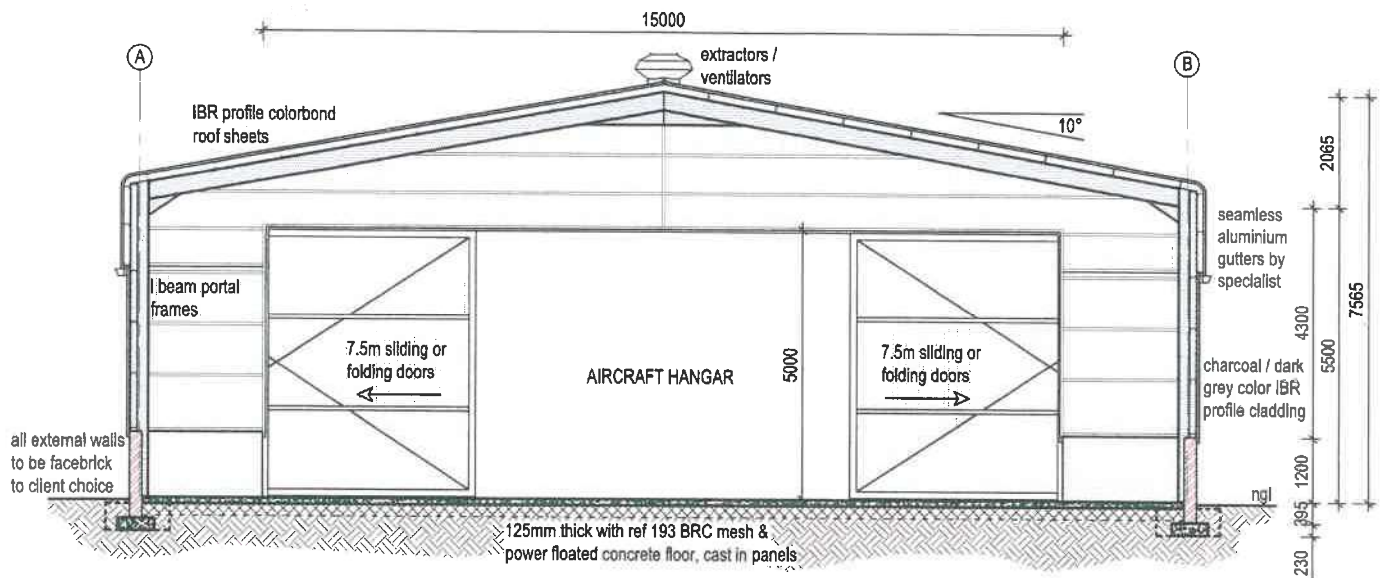 15000
A
extractors /
ventilators
B
IBR profile colorbond
roof sheets
10°
2065
seamless
aluminium
gutters by
specialist
I beam portal
frames
4300
5500
7565
7.5m sliding or
folding doors
AIRCRAFT HANGAR
5000
7.5m sliding or
folding doors
charcoal / dark
grey color IBR
profile cladding
all external walls
to be facebrick
to client choice
1200
ngl
395
125mm thick with ref 193 BRC mesh &
power floated concrete floor, cast in panels
230